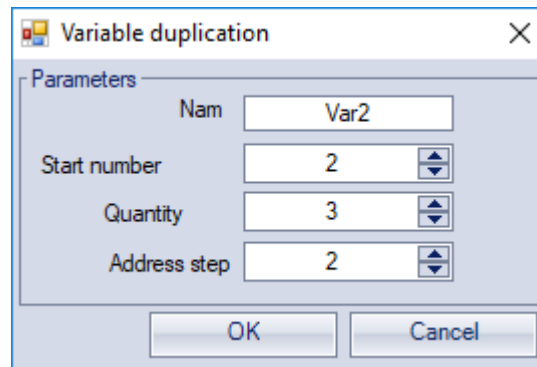 Variable duplication
Parameters
Nam Var2
Start number 2
Quantity 3
Address step 2
OK Cancel